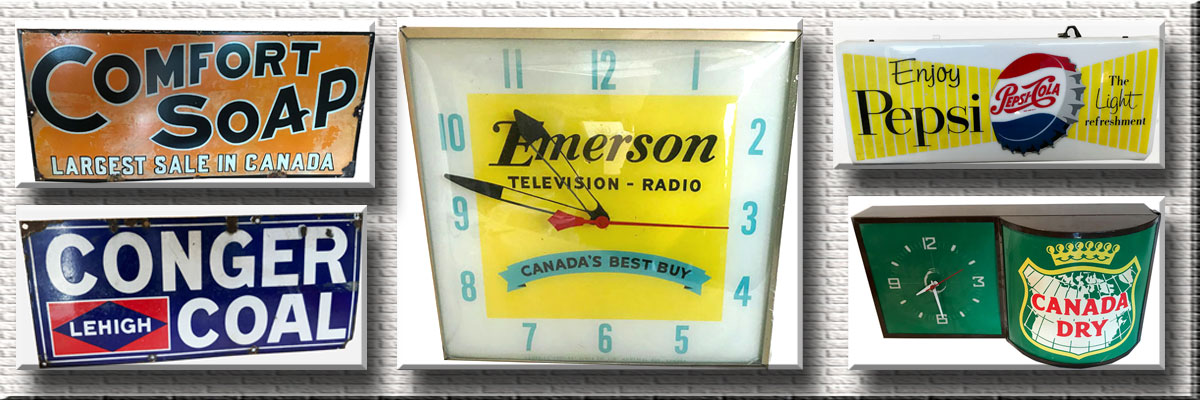 COMFORT
SOAP
LARGEST SALE IN CANADA
CONGER
LEHIGH
COAL
11 12 1
10 2
9 3
8 4
7 6 5
Emerson
TELEVISION - RADIO
CANADA'S BEST BUY
Enjoy
Pepsi
PEPSI-COLA
The
Light
refreshment
12
9 3
6
CANADA
DRY